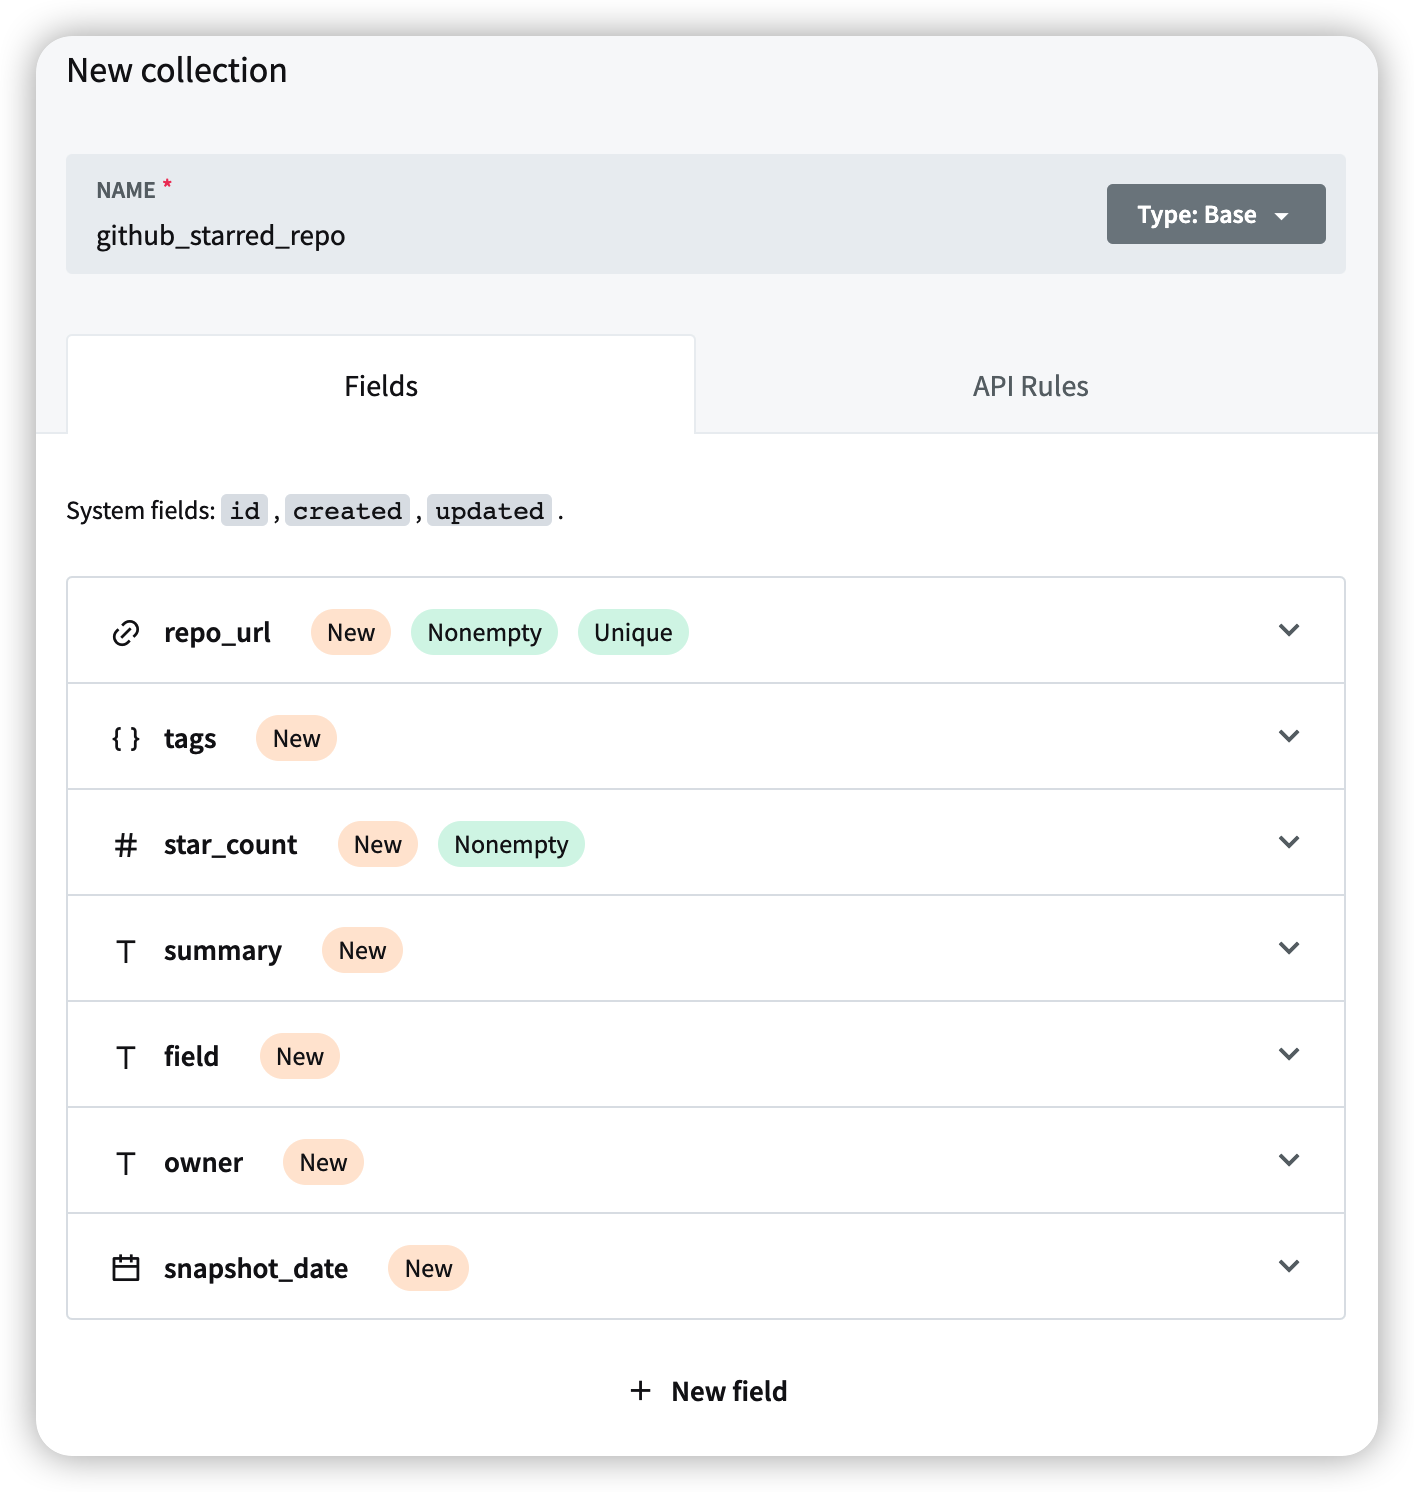 New collection
NAME *
github_starred_repo
Type: Base
Fields
API Rules
System fields: id , created , updated .
repo_url New Nonempty Unique
{ } tags New
# star_count New Nonempty
T summary New
T field New
T owner New
snapshot_date New
+ New field